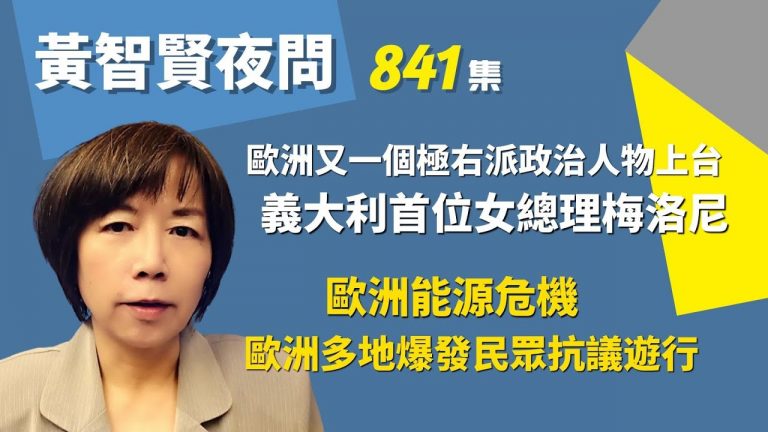 黃智賢夜問 841集
歐洲又一個極右派政治人物上台
義大利首位女總理梅洛尼
歐洲能源危機
歐洲多地爆發民眾抗議遊行